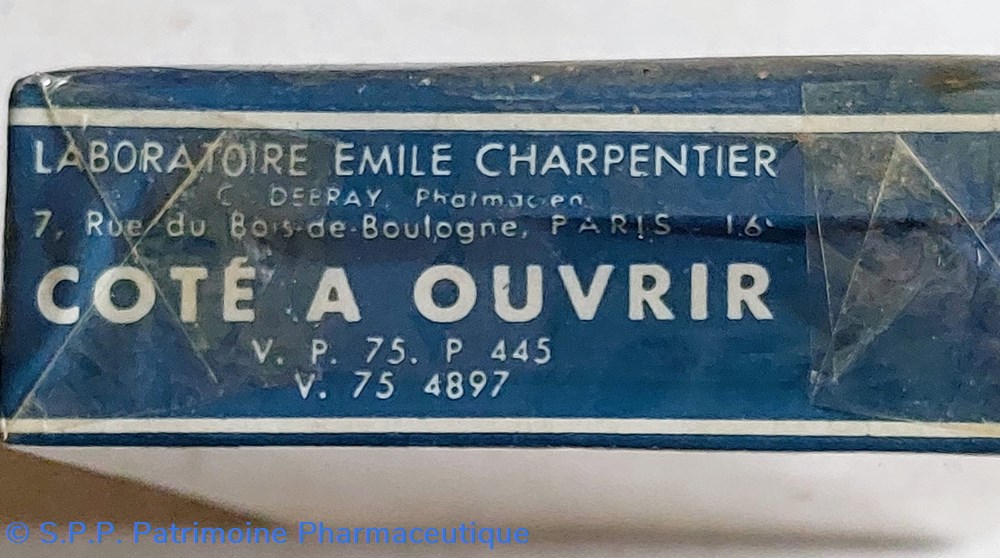 LABORATOIRE EMILE CHARPENTIER
C. DEBRAY, Pharmacien
7, Rue du Bois-de-Boulogne, PARIS - 16e
COTÉ A OUVRIR
V. P. 75. P 445
V. 75 4897
© S.P.P. Patrimoine Pharmaceutique